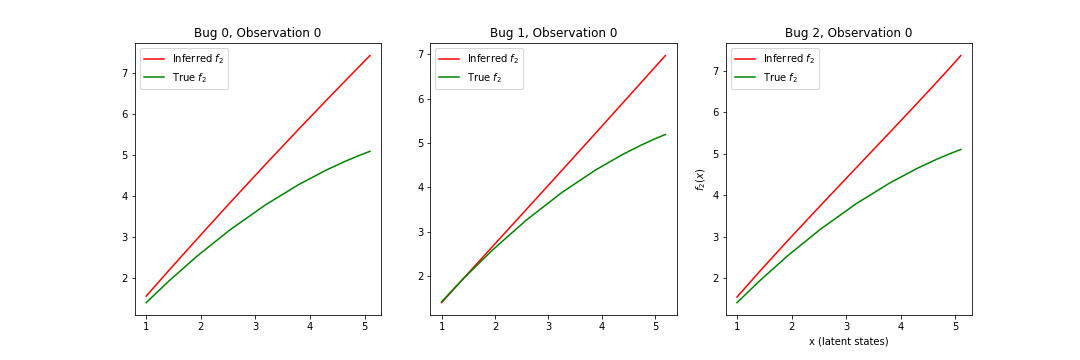 Bug 0, Observation 0
Inferred f₂
True f₂
7
6
5
4
3
2
1 2 3 4 5
Bug 1, Observation 0
Inferred f₂
True f₂
7
6
5
4
3
2
1 2 3 4 5
Bug 2, Observation 0
Inferred f₂
True f₂
f₂(x)
7
6
5
4
3
2
1 2 3 4 5
x (latent states)